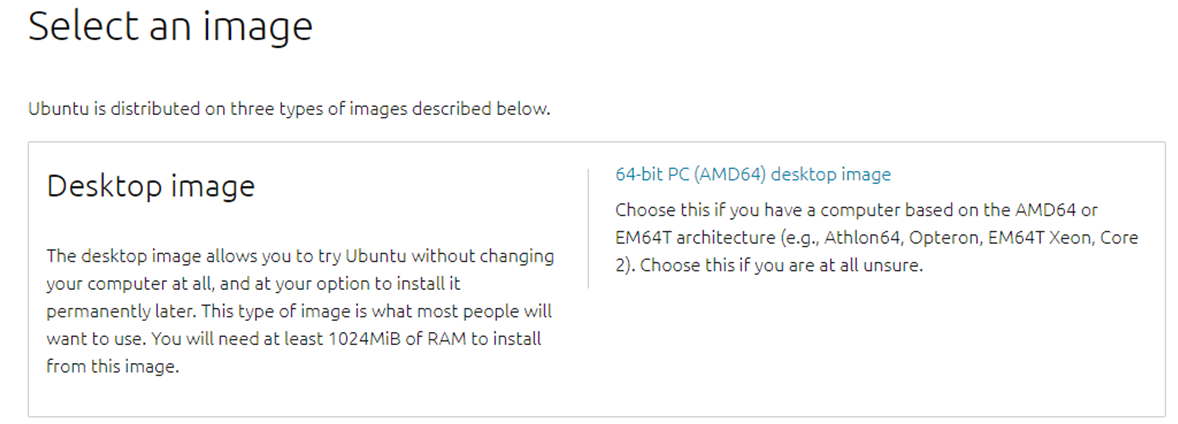 Select an image
Ubuntu is distributed on three types of images described below.
Desktop image
The desktop image allows you to try Ubuntu without changing
your computer at all, and at your option to install it
permanently later. This type of image is what most people will
want to use. You will need at least 1024MiB of RAM to install
from this image.
64-bit PC (AMD64) desktop image
Choose this if you have a computer based on the AMD64 or
EM64T architecture (e.g., Athlon64, Opteron, EM64T Xeon, Core
2). Choose this if you are at all unsure.